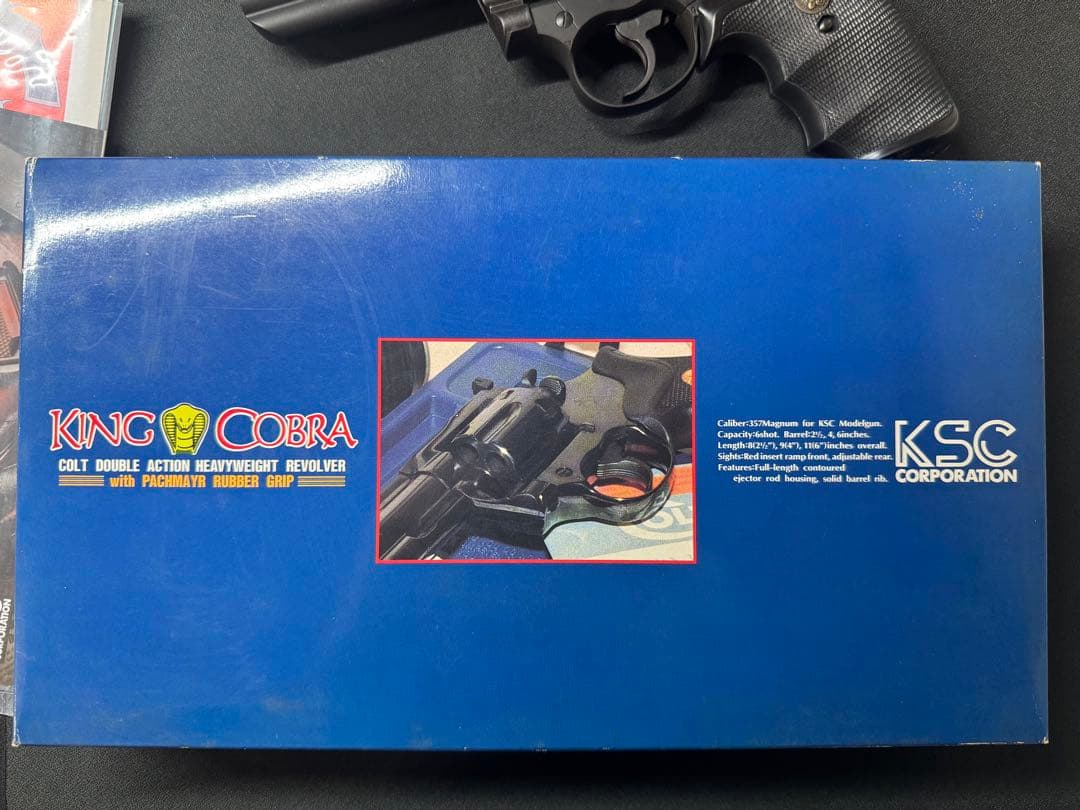 KING COBRA
COLT DOUBLE ACTION HEAVYWEIGHT REVOLVER
with PACHMAYR RUBBER GRIP
Caliber:357Magnum for KSC Modelgun.
Capacity:6shot. Barrel:2½, 4, 6inches.
Length:8(2½"), 9(4"), 11(6")inches overall.
Sights:Red insert ramp front, adjustable rear.
Features:Full-length contoured
ejector rod housing, solid barrel rib.
KSC
CORPORATION